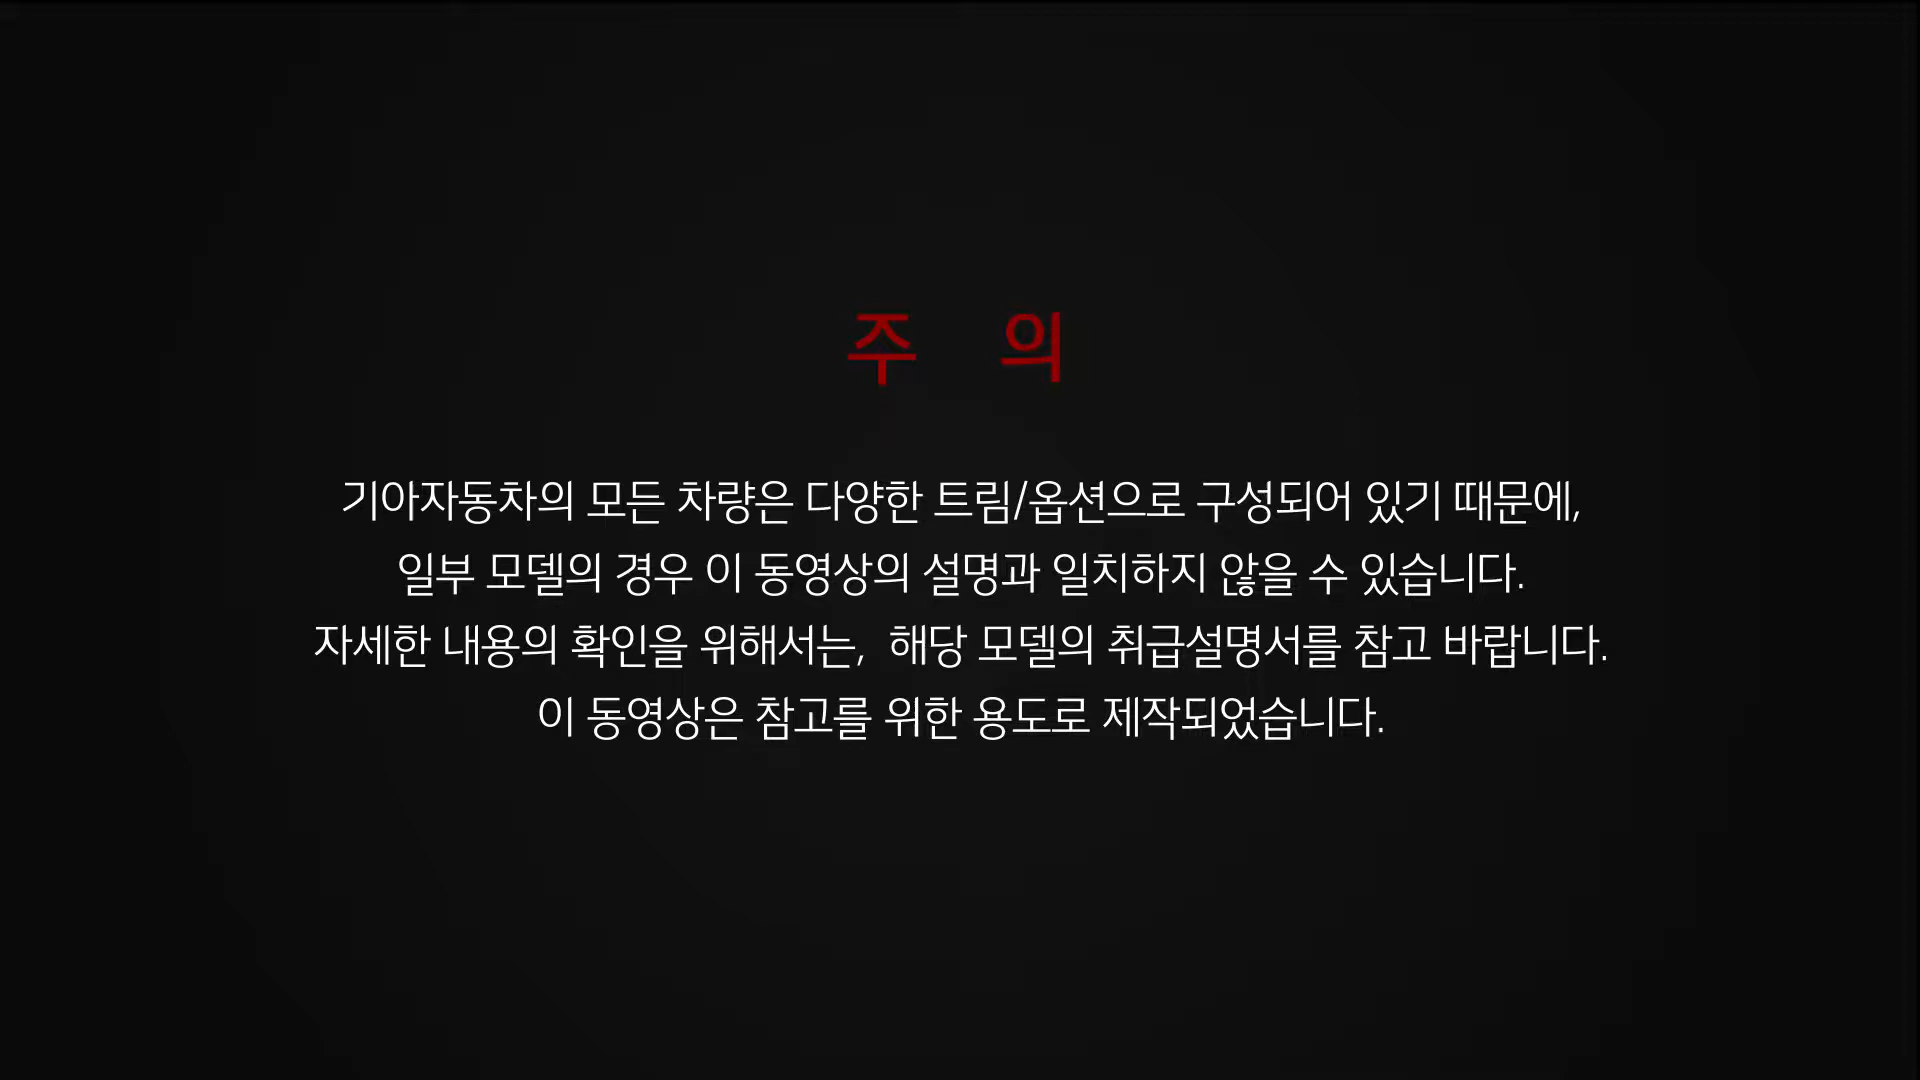 주 의
기아자동차의 모든 차량은 다양한 트림/옵션으로 구성되어 있기 때문에,
일부 모델의 경우 이 동영상의 설명과 일치하지 않을 수 있습니다.
자세한 내용의 확인을 위해서는, 해당 모델의 취급설명서를 참고 바랍니다.
이 동영상은 참고를 위한 용도로 제작되었습니다.